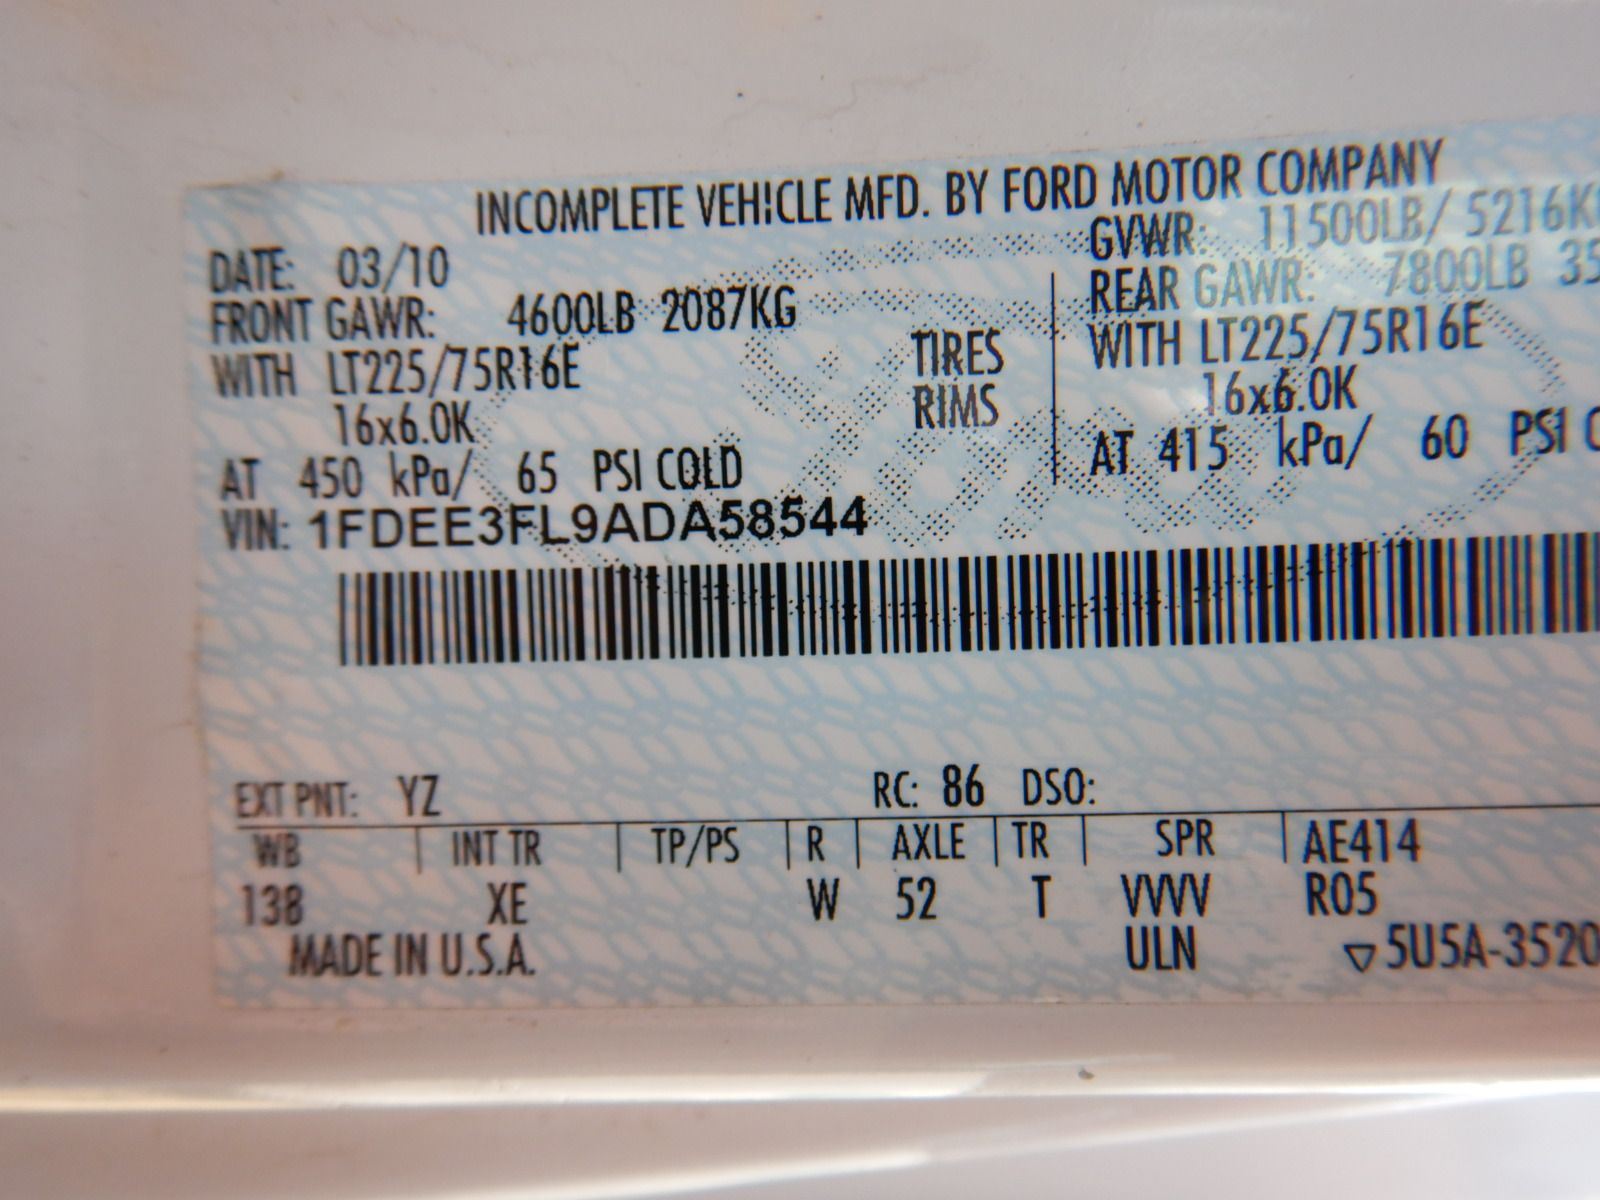 INCOMPLETE VEHICLE MFD. BY FORD MOTOR COMPANY
DATE: 03/10
GVWR: 11500LB/ 5216K
FRONT GAWR: 4600LB 2087KG
REAR GAWR: 7800LB 35
WITH LT225/75R16E
TIRES
WITH LT225/75R16E
16x6.0K
RIMS
16x6.0K
AT 450 kPa/ 65 PSI COLD
AT 415 kPa/ 60 PSI C
VIN: 1FDEE3FL9ADA58544
EXT PNT: YZ RC: 86 DSO:
WB INT TR TP/PS R AXLE TR SPR AE414
138 XE W 52 T VVVV R05
MADE IN U.S.A. ULN ▽5U5A-3520